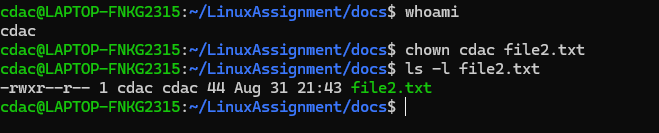 cdac@LAPTOP-FNKG2315:~/LinuxAssignment/docs$ whoami
cdac
cdac@LAPTOP-FNKG2315:~/LinuxAssignment/docs$ chown cdac file2.txt
cdac@LAPTOP-FNKG2315:~/LinuxAssignment/docs$ ls -l file2.txt
-rwxr--r-- 1 cdac cdac 44 Aug 31 21:43 file2.txt
cdac@LAPTOP-FNKG2315:~/LinuxAssignment/docs$